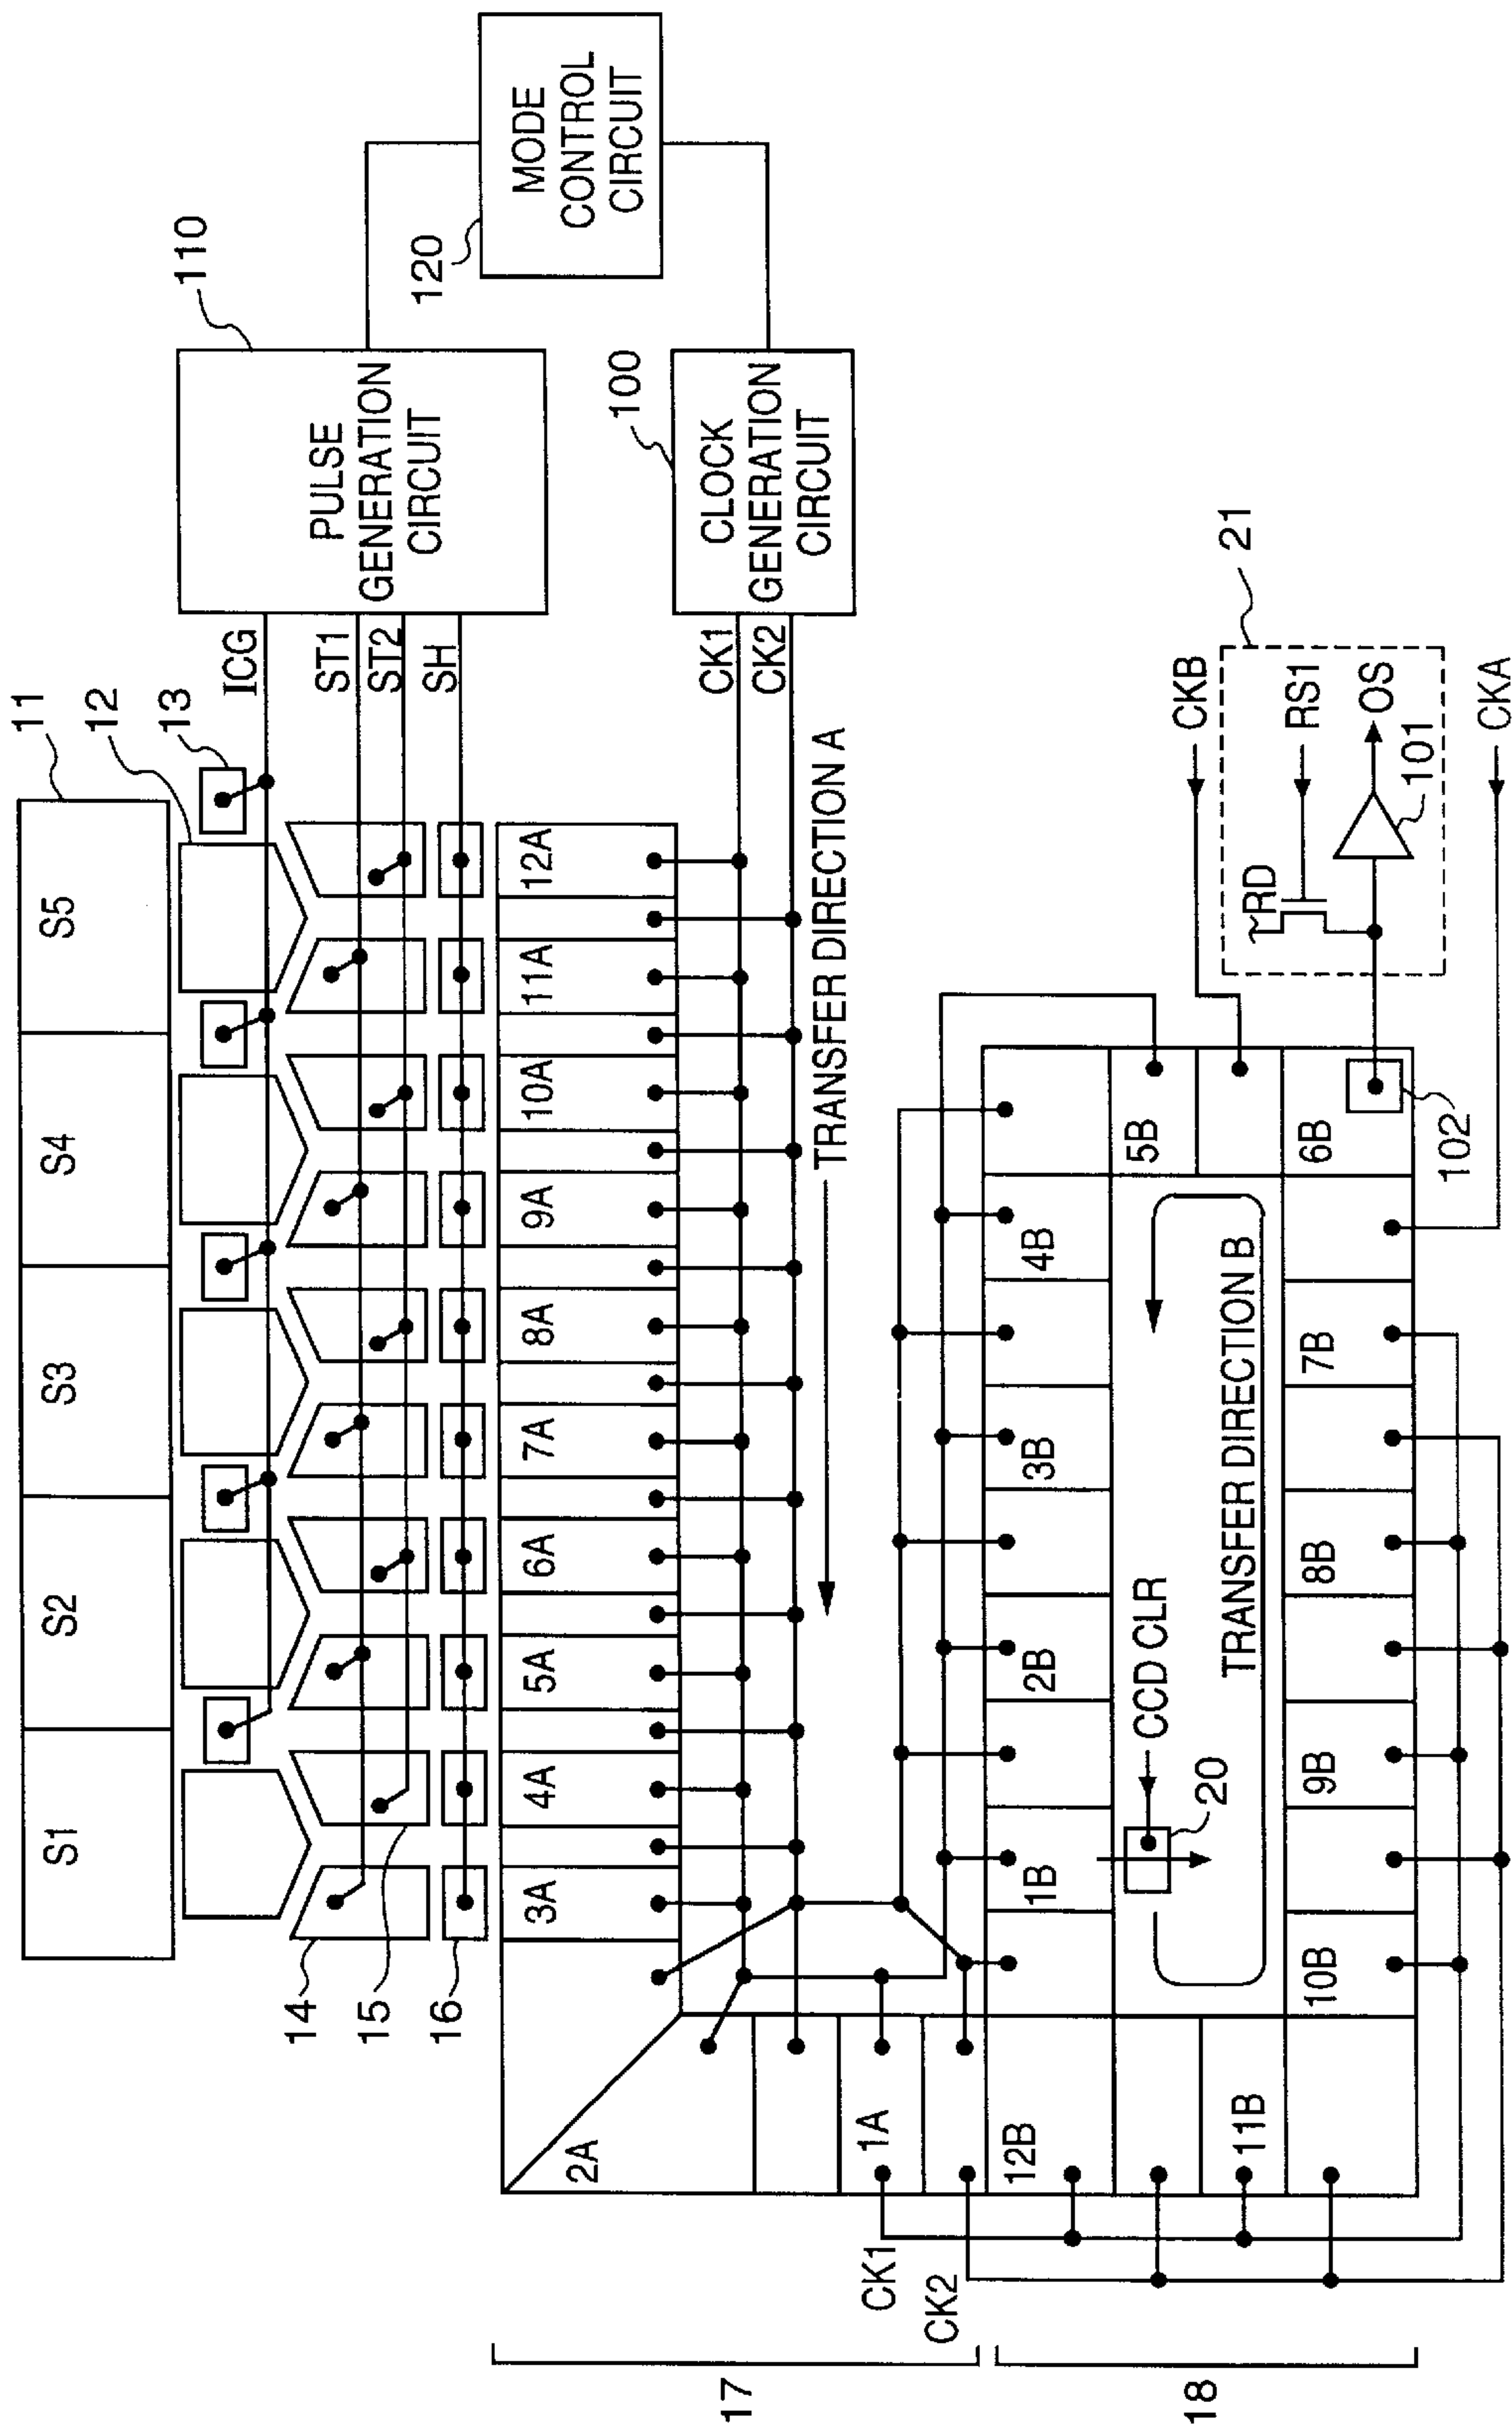 S1
S2
S3
S4
S5
11
12
13
ICG
110
PULSE
GENERATION
CIRCUIT
ST1
ST2
SH
14
15
16
120
MODE
CONTROL
CIRCUIT
3A
4A
5A
6A
7A
8A
9A
10A
11A
12A
2A
1A
CK1
CK2
100
CLOCK
GENERATION
CIRCUIT
TRANSFER DIRECTION A
CK1
CK2
17
12B
1B
2B
3B
4B
5B
CKB
21
CCD CLR
20
TRANSFER DIRECTION B
RD
RS1
OS
101
11B
10B
9B
8B
7B
6B
102
CKA
18